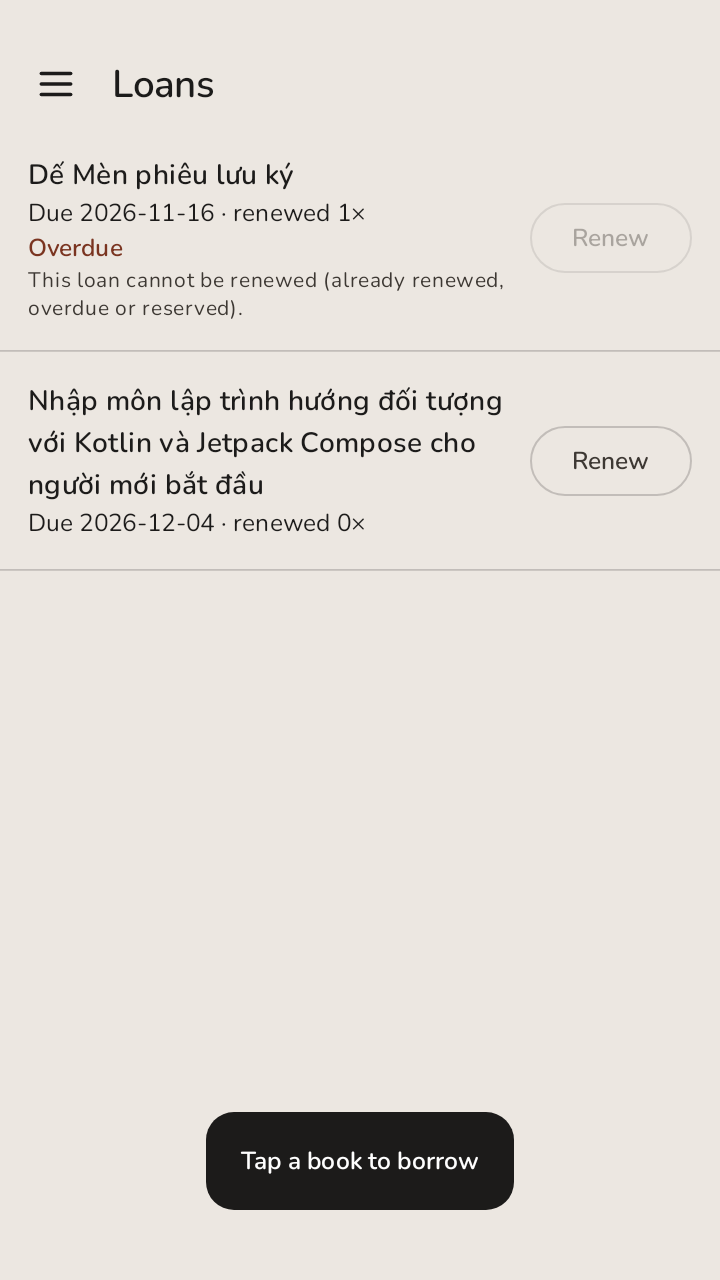 Loans
Dế Mèn phiêu lưu ký
Due 2026-11-16 · renewed 1×
Overdue
This loan cannot be renewed (already renewed,
overdue or reserved).
Renew
Nhập môn lập trình hướng đối tượng
với Kotlin và Jetpack Compose cho
người mới bắt đầu
Due 2026-12-04 · renewed 0×
Renew
Tap a book to borrow